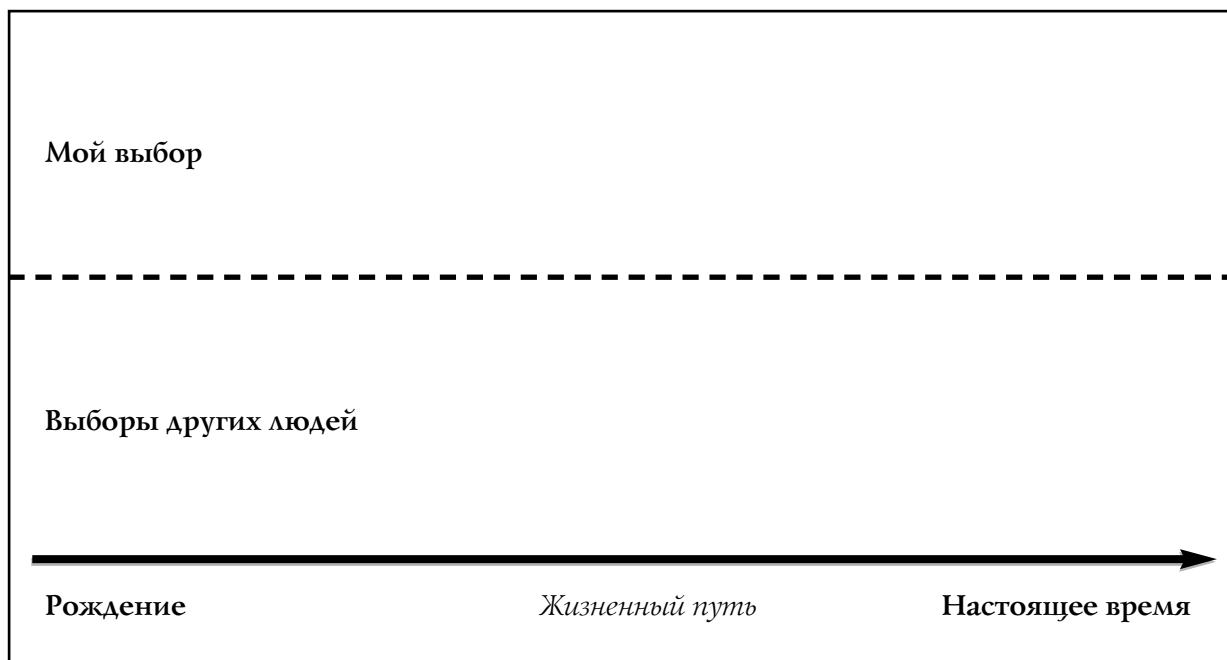 Мой выбор
Выборы других людей
Рождение Жизненный путь Настоящее время